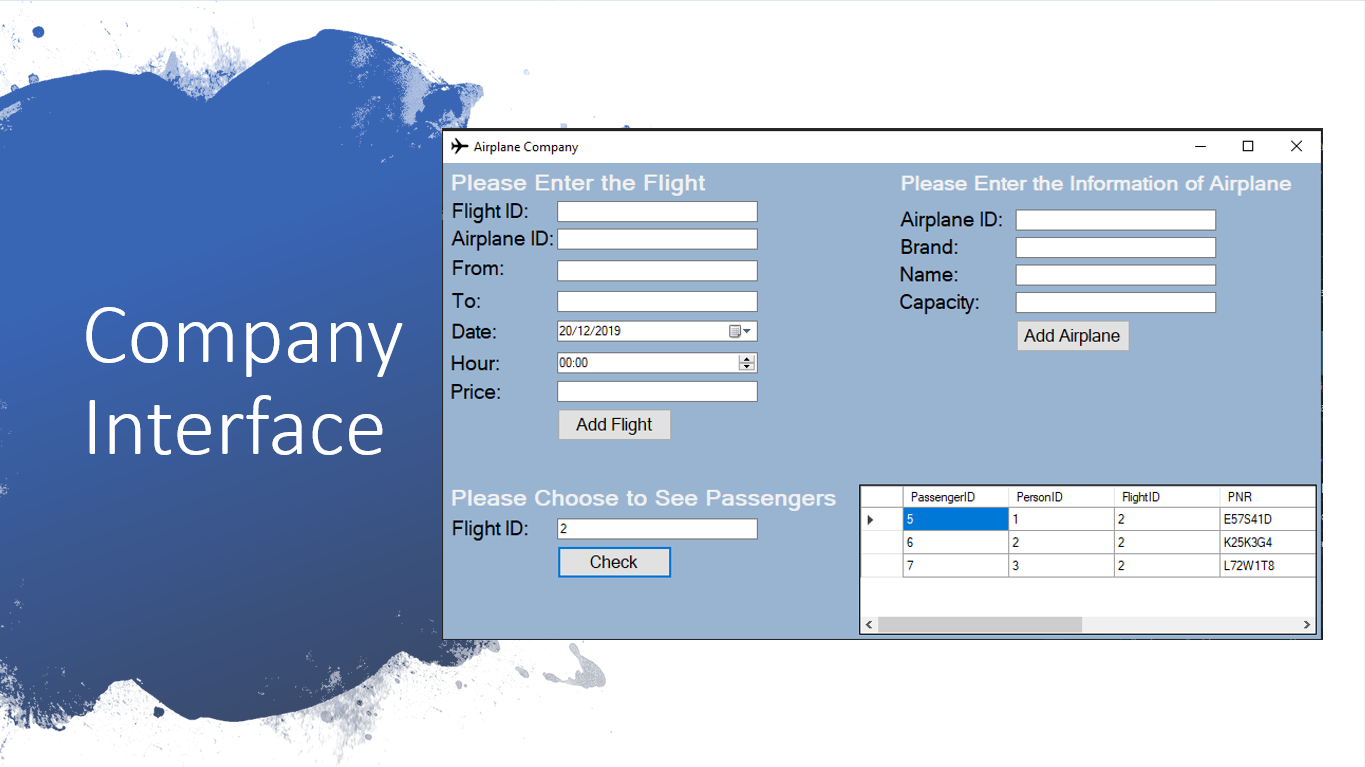 Company
Interface
Airplane Company
Please Enter the Flight
Flight ID:
Airplane ID:
From:
To:
Date: 20/12/2019
Hour: 00:00
Price:
Add Flight
Please Enter the Information of Airplane
Airplane ID:
Brand:
Name:
Capacity:
Add Airplane
Please Choose to See Passengers
Flight ID: 2
Check
PassengerID PersonID FlightID PNR
5 1 2 E57S41D
6 2 2 K25K3G4
7 3 2 L72W1T8